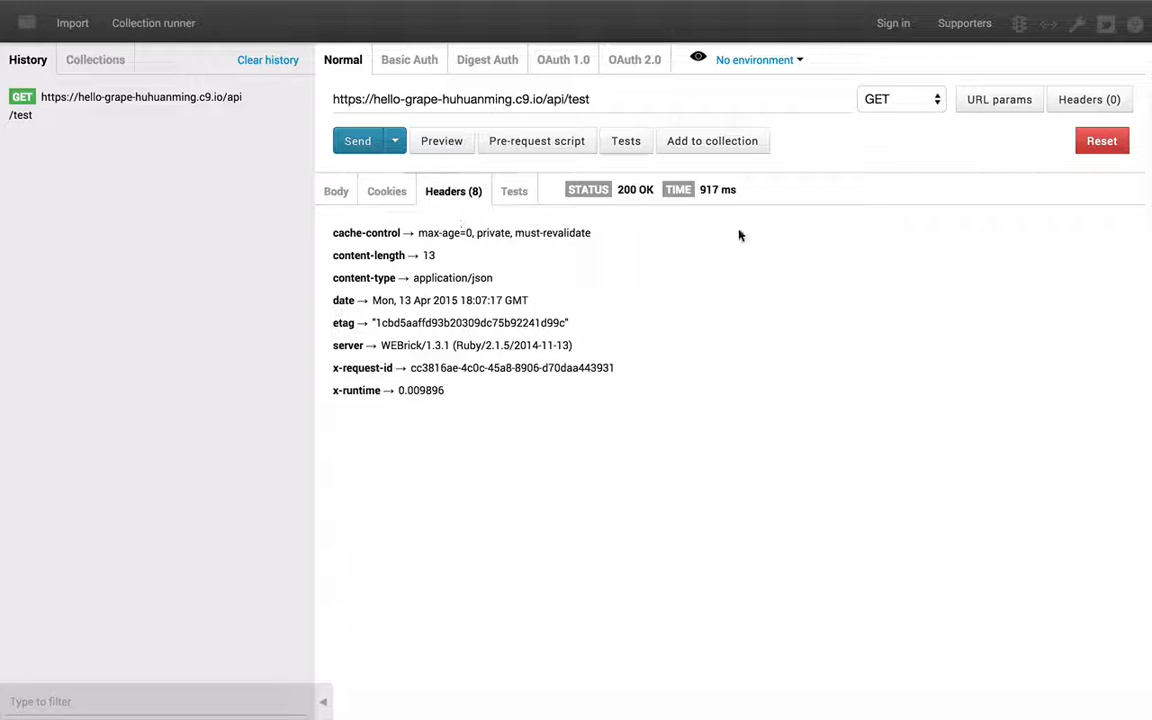 Import Collection runner Sign in Supporters
History Collections Clear history
GET https://hello-grape-huhuanming.c9.io/api
/test
Type to filter
Normal Basic Auth Digest Auth OAuth 1.0 OAuth 2.0 No environment
https://hello-grape-huhuanming.c9.io/api/test GET URL params Headers (0)
Send Preview Pre-request script Tests Add to collection Reset
Body Cookies Headers (8) Tests STATUS 200 OK TIME 917 ms
cache-control → max-age=0, private, must-revalidate
content-length → 13
content-type → application/json
date → Mon, 13 Apr 2015 18:07:17 GMT
etag → "1cbd5aaffd93b20309dc75b92241d99c"
server → WEBrick/1.3.1 (Ruby/2.1.5/2014-11-13)
x-request-id → cc3816ae-4c0c-45a8-8906-d70daa443931
x-runtime → 0.009896